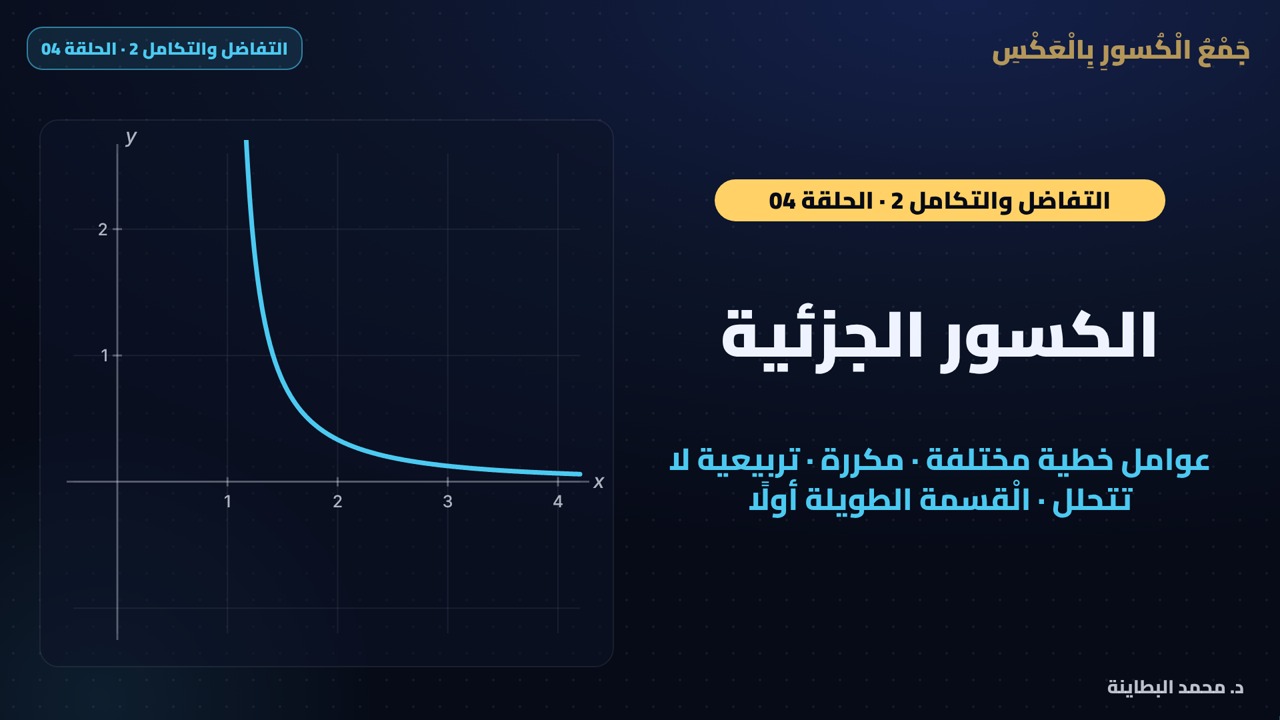 جَمْعُ الْكُسورِ بِالْعَكْسِ
التفاضل والتكامل 2 · الحلقة 04
التفاضل والتكامل 2 · الحلقة 04
الكسور الجزئية
عوامل خطية مختلفة · مكررة · تربيعية لا
تتحلل · الْقسمة الطويلة أولًا
y
2
1
x
1 2 3 4
د. محمد البطاينة